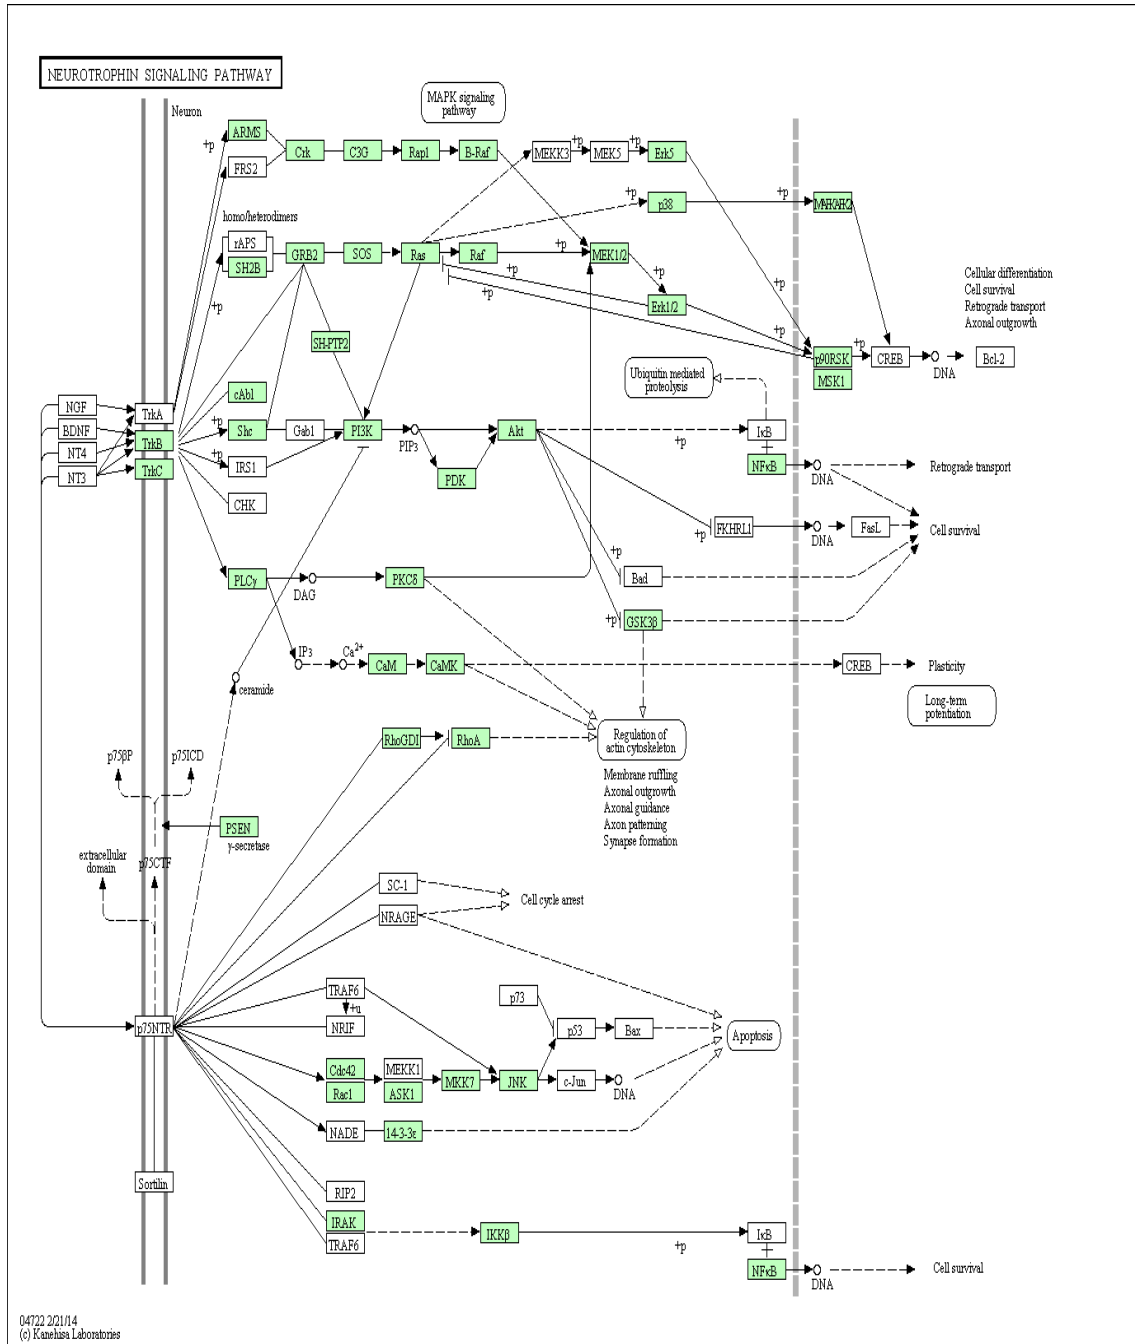 NEUROTROPHIN SIGNALING PATHWAY
Neuron
MAPK signaling
pathway
+p
ARMS
FRS2
Crk
C3G
Rap1
B-Raf
MEKK3
+p
MEK5
+p
Erk5
p38
+p
MAPKAPK2
homo/heterodimers
rAPS
SH2B
+p
GRB2
SOS
Ras
Raf
+p
MEK1/2
+p
+p
+p
Erk1/2
+p
+p
SH-PTP2
p90RSK
MSK1
+p
CREB
DNA
Bcl-2
Cellular differentiation
Cell survival
Retrograde transport
Axonal outgrowth
Ubiquitin mediated
proteolysis
NGF
BDNF
NT4
NT3
TrkA
TrkB
TrkC
cAbl
+p
Shc
+p
IRS1
CHK
Gab1
PI3K
PIP3
PDK
Akt
+p
IκB
NFκB
DNA
Retrograde transport
+p
FKHRL1
DNA
FasL
Cell survival
+p
Bad
+p
GSK3β
PLCγ
DAG
PKCδ
IP3
Ca2+
CaM
CaMK
CREB
Plasticity
Long-term
potentiation
ceramide
RhoGDI
RhoA
Regulation of
actin cytoskeleton
Membrane ruffling
Axonal outgrowth
Axonal guidance
Axon patterning
Synapse formation
p75βP
p75ICD
PSEN
γ-secretase
extracellular
domain
p75CTF
SC-1
NRAGE
Cell cycle arrest
p75NTR
TRAF6
+u
NRIF
p73
p53
Bax
Apoptosis
Cdc42
Rac1
MEKK1
ASK1
MKK7
JNK
c-Jun
DNA
NADE
14-3-3ε
Sortilin
RIP2
IRAK
TRAF6
IKKβ
+p
IκB
NFκB
DNA
Cell survival
04722 2/21/14
(c) Kanehisa Laboratories